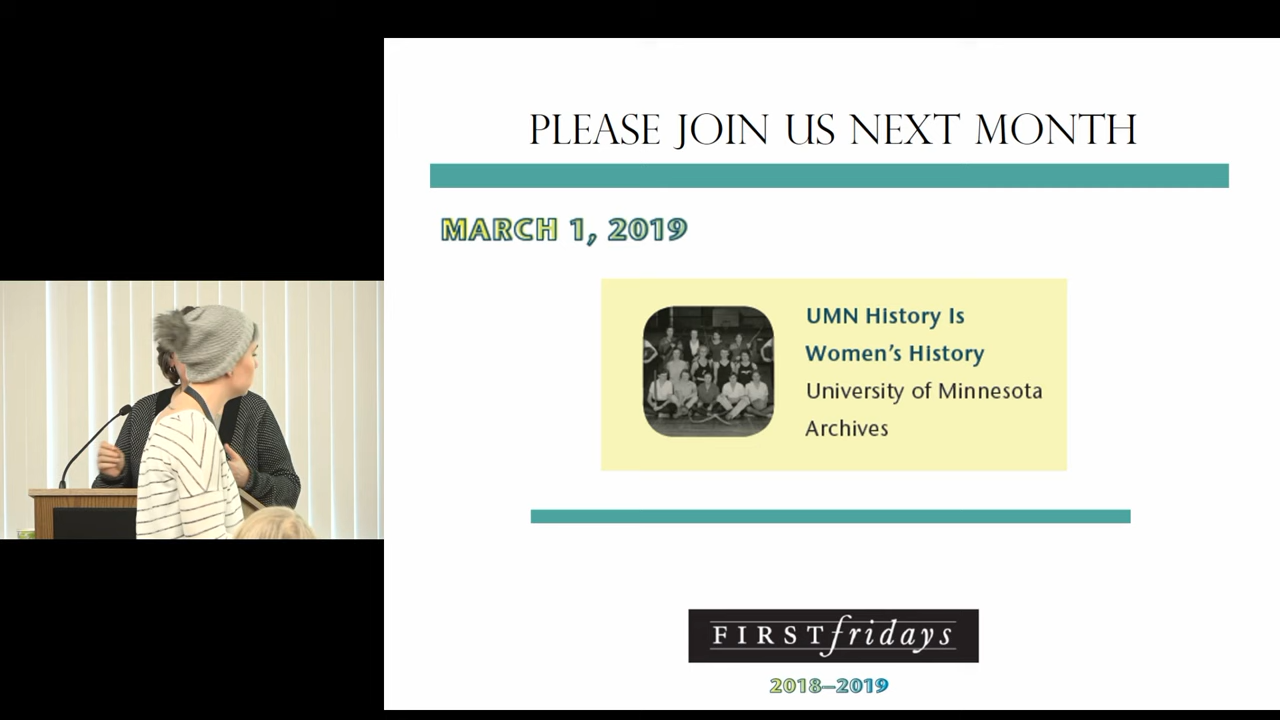 PLEASE JOIN US NEXT MONTH
MARCH 1, 2019
UMN History Is
Women's History
University of Minnesota
Archives
FIRST fridays
2018–2019